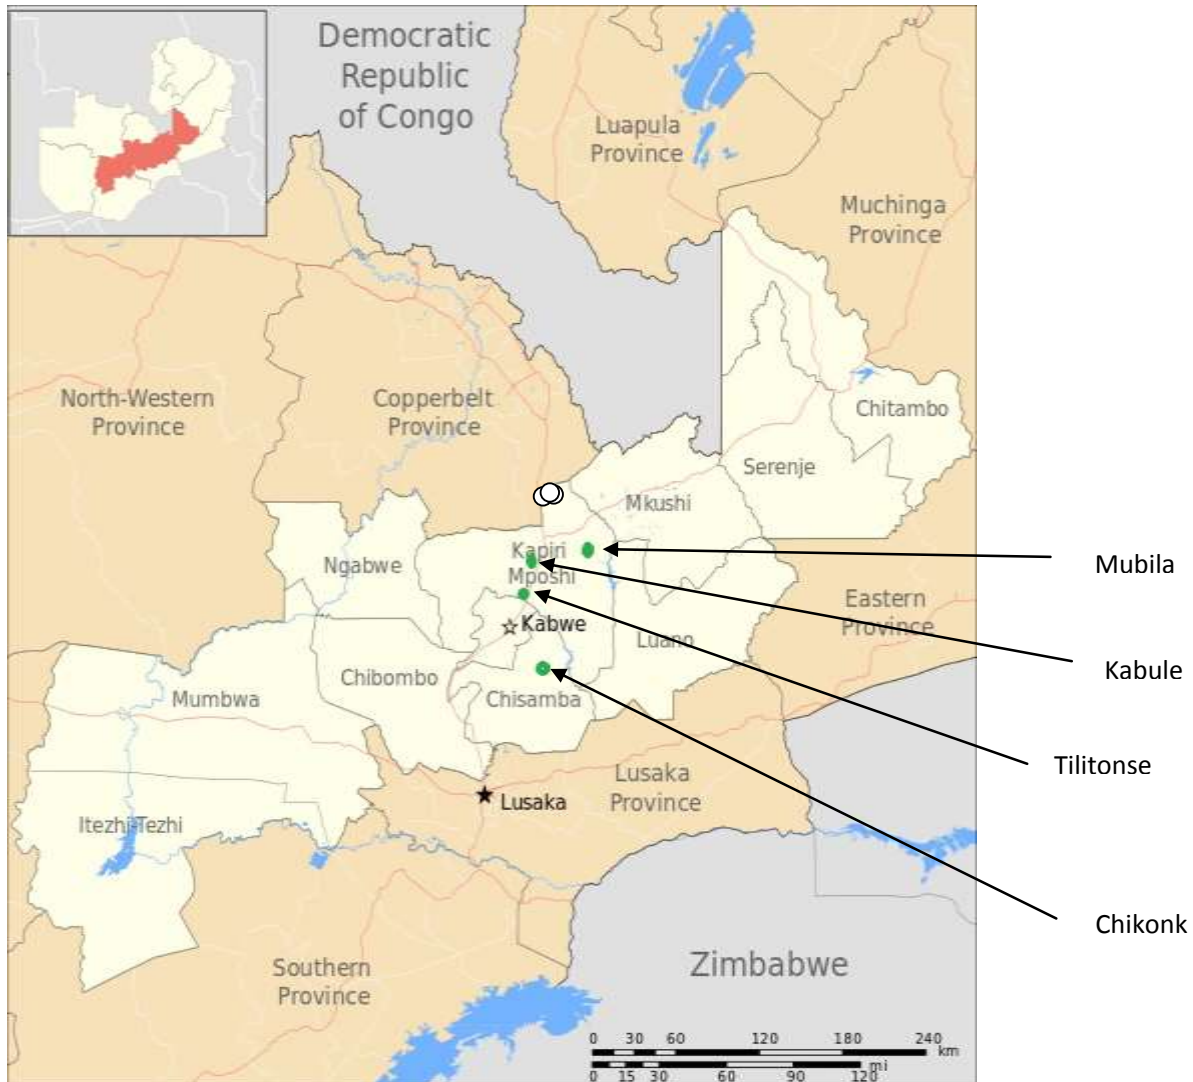 Democratic
Republic
of Congo
Luapula
Province
Muchinga
Province
North-Western
Province
Copperbelt
Province
Chitambo
Serenje
Mkushi
Kapiri
Mposhi
Ngabwe
Mubila
Eastern
Province
Kabwe
Luano
Kabule
Chibombo
Mumbwa
Chisamba
Tilitonse
Lusaka
Province
Lusaka
Itezhi-Tezhi
Chikonk
Zimbabwe
Southern
Province
0 30 60 120 180 240
km
mi
0 15 30 60 90 120